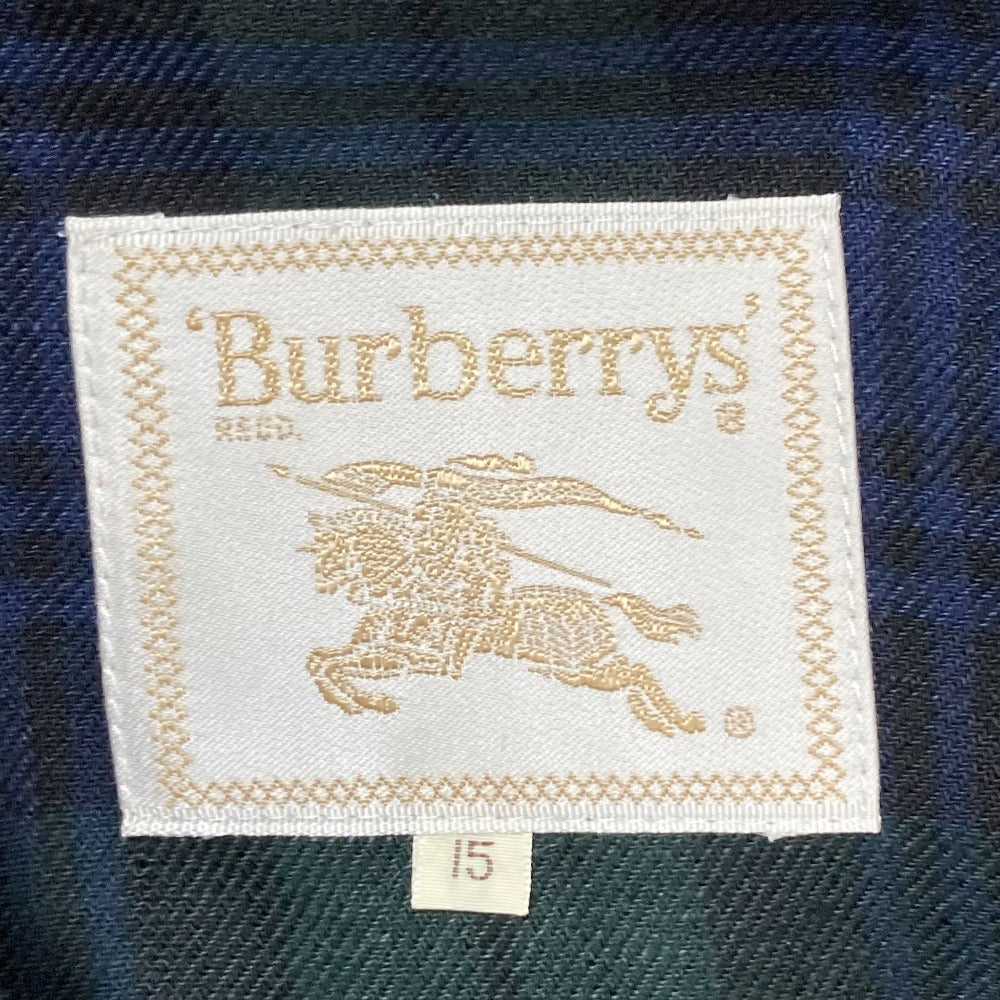 ‘Burberrys’
REGD. ®
®
15